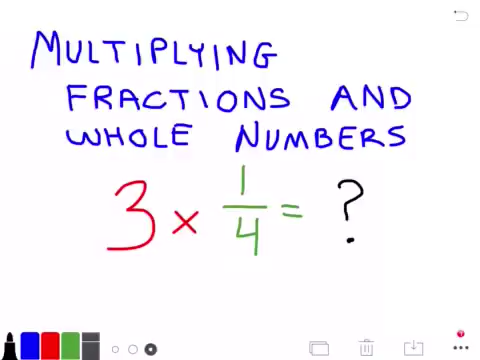 MULTIPLYING
FRACTIONS AND
WHOLE NUMBERS
3 × 1/4 = ?